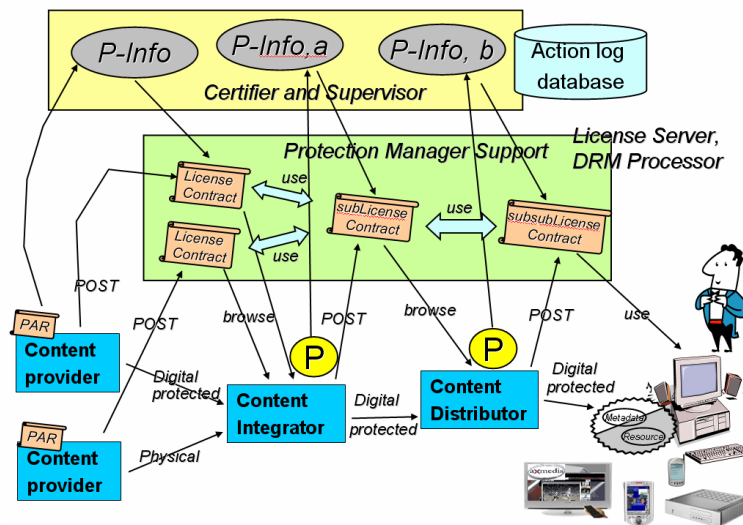 P-Info
P-Info,a
P-Info, b
Action log
database
Certifier and Supervisor
License Server,
DRM Processor
Protection Manager Support
License
Contract
use
subLicense
Contract
use
subsubLicense
Contract
License
Contract
use
POST
POST
browse
POST
browse
POST
use
PAR
Content
provider
P
P
Digital
protected
Content
Integrator
Digital
protected
Content
Distributor
Digital
protected
Metadata
Resource
PAR
Content
provider
Physical
axmedia